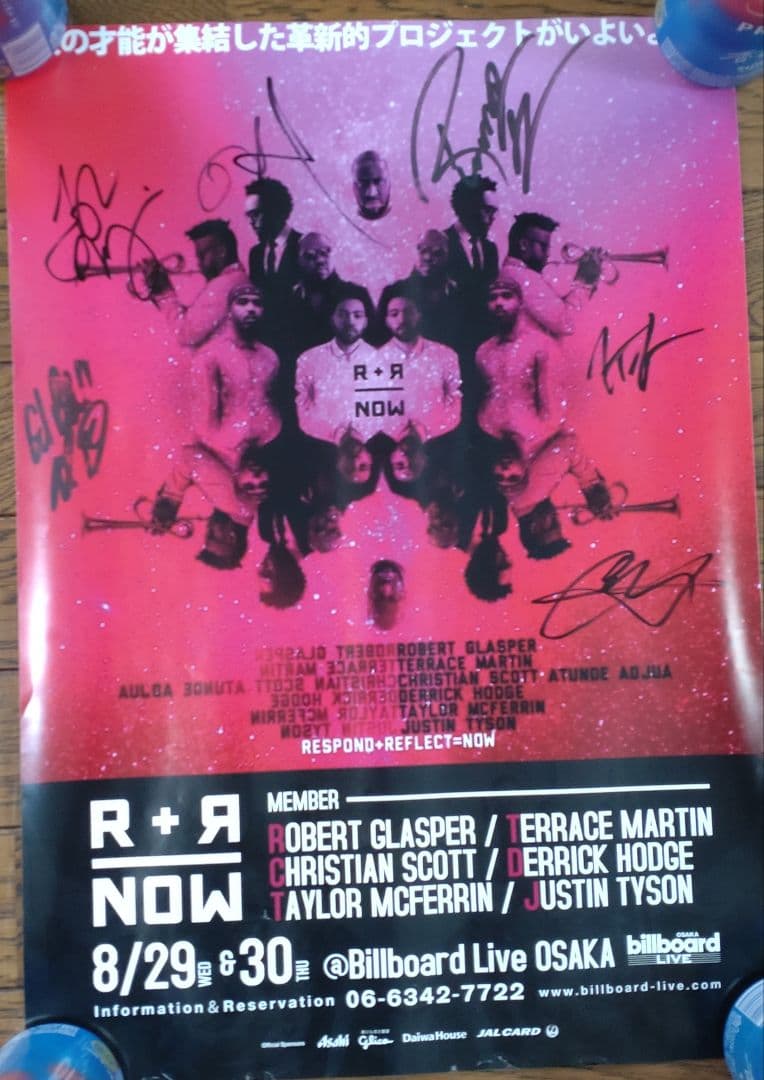 の才能が集結した革新的プロジェクトがいよいよ
R+R
NOW
ROBERT GLASPER
TERRACE MARTIN
CHRISTIAN SCOTT ATUNDE ADJUA
DERRICK HODGE
TAYLOR MCFERRIN
JUSTIN TYSON
RESPOND+REFLECT=NOW
R+R
NOW
MEMBER
ROBERT GLASPER / TERRACE MARTIN
CHRISTIAN SCOTT / DERRICK HODGE
TAYLOR MCFERRIN / JUSTIN TYSON
8/29 WED & 30 THU @Billboard Live OSAKA OSAKA billboard LIVE
Information & Reservation 06-6342-7722 www.billboard-live.com
Official Sponsors Asahi Glico DaiwaHouse JALCARD